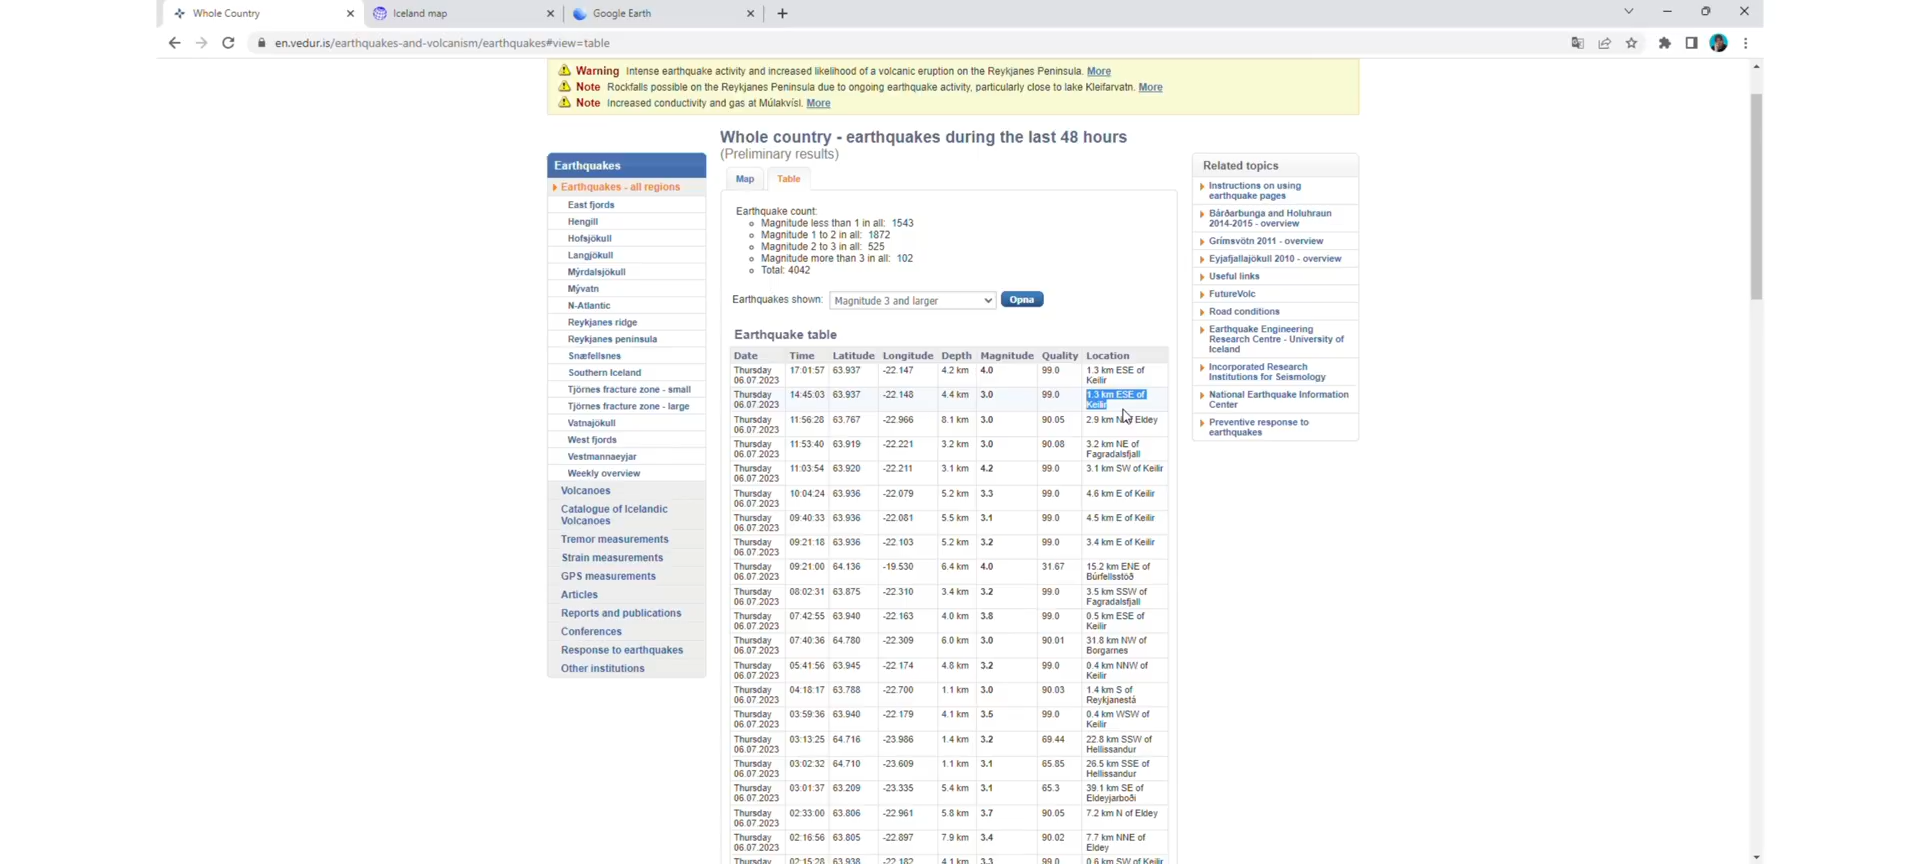 Whole Country
Iceland map
Google Earth
en.vedur.is/earthquakes-and-volcanism/earthquakes#view=table
Warning Intense earthquake activity and increased likelihood of a volcanic eruption on the Reykjanes Peninsula. More
Note Rockfalls possible on the Reykjanes Peninsula due to ongoing earthquake activity, particularly close to lake Kleifarvatn. More
Note Increased conductivity and gas at Múlakvísl. More
Whole country - earthquakes during the last 48 hours
(Preliminary results)
Earthquakes
Earthquakes - all regions
East fjords
Hengill
Hofsjökull
Langjökull
Mýrdalsjökull
Mývatn
N-Atlantic
Reykjanes ridge
Reykjanes peninsula
Snæfellsnes
Southern Iceland
Tjörnes fracture zone - small
Tjörnes fracture zone - large
Vatnajökull
West fjords
Vestmannaeyjar
Weekly overview
Volcanoes
Catalogue of Icelandic
Volcanoes
Tremor measurements
Strain measurements
GPS measurements
Articles
Reports and publications
Conferences
Response to earthquakes
Other institutions
Map Table
Earthquake count:
Magnitude less than 1 in all: 1543
Magnitude 1 to 2 in all: 1872
Magnitude 2 to 3 in all: 525
Magnitude more than 3 in all: 102
Total: 4042
Earthquakes shown: Magnitude 3 and larger Opna
Earthquake table
Date Time Latitude Longitude Depth Magnitude Quality Location
Thursday 17:01:57 63.937 -22.147 4.2 km 4.0 99.0 1.3 km ESE of
06.07.2023 Keilir
Thursday 14:45:03 63.937 -22.148 4.4 km 3.0 99.0 1.3 km ESE of
06.07.2023 Keilir
Thursday 11:56:28 63.767 -22.966 8.1 km 3.0 90.05 2.9 km Eldey
06.07.2023
Thursday 11:53:40 63.919 -22.221 3.2 km 3.0 90.08 3.2 km NE of
06.07.2023 Fagradalsfjall
Thursday 11:03:54 63.920 -22.211 3.1 km 4.2 99.0 3.1 km SW of Keilir
06.07.2023
Thursday 10:04:24 63.936 -22.079 5.2 km 3.3 99.0 4.6 km E of Keilir
06.07.2023
Thursday 09:40:33 63.936 -22.081 5.5 km 3.1 99.0 4.5 km E of Keilir
06.07.2023
Thursday 09:21:18 63.936 -22.103 5.2 km 3.2 99.0 3.4 km E of Keilir
06.07.2023
Thursday 09:21:00 64.136 -19.530 6.4 km 4.0 31.67 15.2 km ENE of
06.07.2023 Búrfellsstöð
Thursday 08:02:31 63.875 -22.310 3.4 km 3.2 99.0 3.5 km SSW of
06.07.2023 Fagradalsfjall
Thursday 07:42:55 63.940 -22.163 4.0 km 3.8 99.0 0.5 km ESE of
06.07.2023 Keilir
Thursday 07:40:36 64.780 -22.309 6.0 km 3.0 90.01 31.8 km NW of
06.07.2023 Borgarnes
Thursday 05:41:56 63.945 -22.174 4.8 km 3.2 99.0 0.4 km NNW of
06.07.2023 Keilir
Thursday 04:18:17 63.788 -22.700 1.1 km 3.0 90.03 1.4 km S of
06.07.2023 Reykjanestá
Thursday 03:59:36 63.940 -22.179 4.1 km 3.5 99.0 0.4 km WSW of
06.07.2023 Keilir
Thursday 03:13:25 64.716 -23.986 1.4 km 3.2 69.44 22.8 km SSW of
06.07.2023 Hellissandur
Thursday 03:02:32 64.710 -23.609 1.1 km 3.1 65.85 26.5 km SSE of
06.07.2023 Hellissandur
Thursday 03:01:37 63.209 -23.335 5.4 km 3.1 65.3 39.1 km SE of
06.07.2023 Eldeyjarboði
Thursday 02:33:00 63.806 -22.961 5.8 km 3.7 90.05 7.2 km N of Eldey
06.07.2023
Thursday 02:16:56 63.805 -22.897 7.9 km 3.4 90.02 7.7 km NNE of
06.07.2023 Eldey
Thursday 02:15:28 63.938 -22.182 4.1 km 3.3 99.0 0.6 km SW of Keilir
Related topics
Instructions on using
earthquake pages
Bárðarbunga and Holuhraun
2014-2015 - overview
Grímsvötn 2011 - overview
Eyjafjallajökull 2010 - overview
Useful links
FutureVolc
Road conditions
Earthquake Engineering
Research Centre - University of
Iceland
Incorporated Research
Institutions for Seismology
National Earthquake Information
Center
Preventive response to
earthquakes